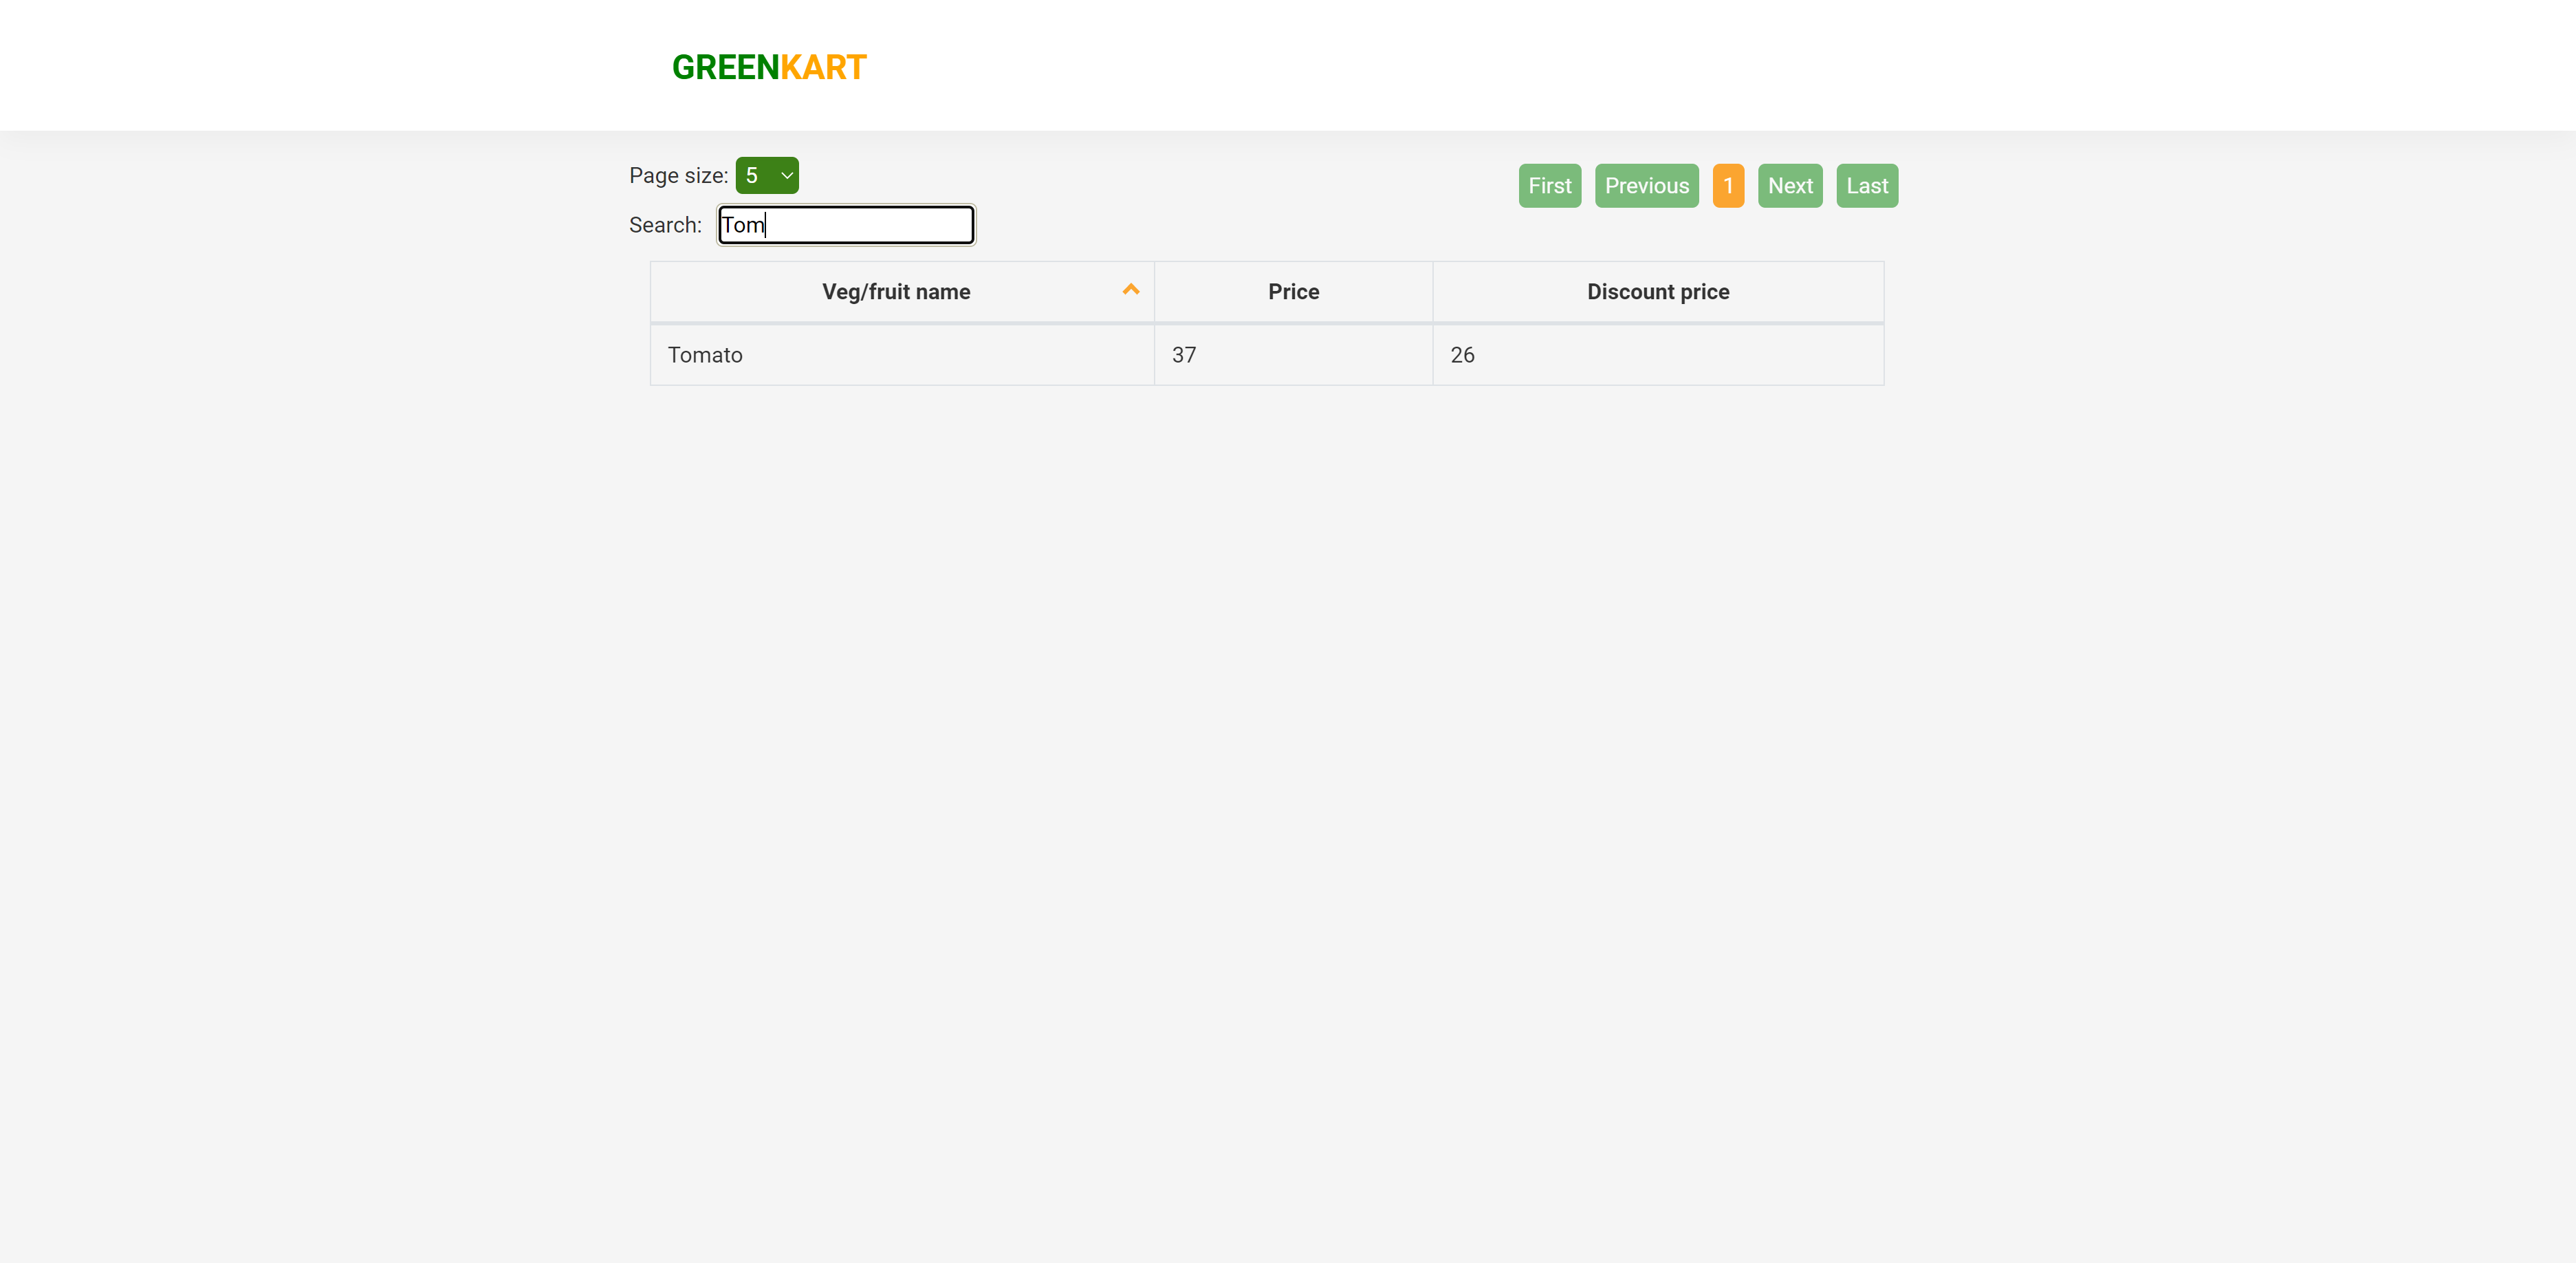 GREENKART
Page size: 5
First Previous 1 Next Last
Search: Tom
Veg/fruit name Price Discount price
Tomato 37 26